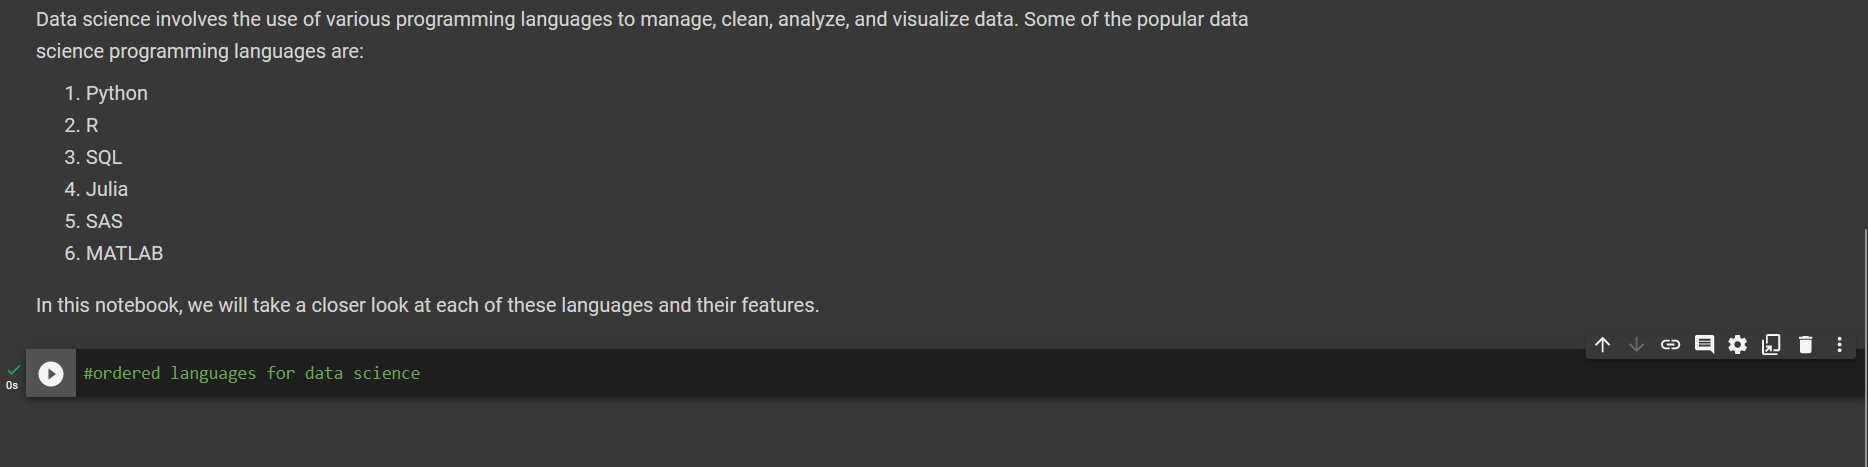 Data science involves the use of various programming languages to manage, clean, analyze, and visualize data. Some of the popular data
science programming languages are:
1. Python
2. R
3. SQL
4. Julia
5. SAS
6. MATLAB
In this notebook, we will take a closer look at each of these languages and their features.
#ordered languages for data science
0s